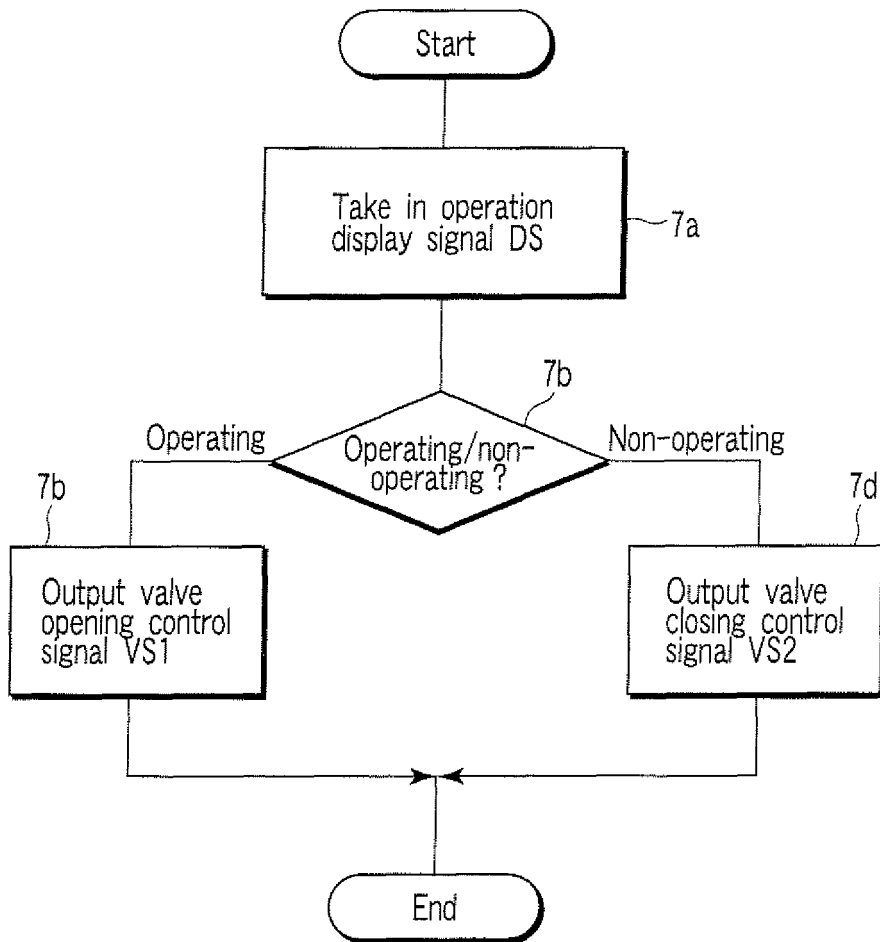 Start
Take in operation
display signal DS
7a
7b
Operating
Operating/non-
operating ?
Non-operating
7b
7d
Output valve
opening control
signal VS1
Output valve
closing control
signal VS2
End